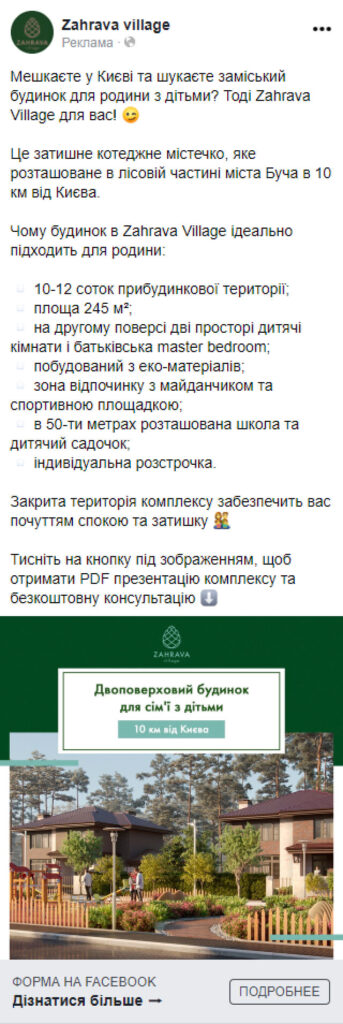 Zahrava village
Реклама ·
Мешкаєте у Києві та шукаєте заміський
будинок для родини з дітьми? Тоді Zahrava
Village для вас! 😉
Це затишне котеджне містечко, яке
розташоване в лісовій частині міста Буча в 10
км від Києва.
Чому будинок в Zahrava Village ідеально
підходить для родини:
10-12 соток прибудинкової території;
площа 245 м²;
на другому поверсі дві просторі дитячі
кімнати і батьківська master bedroom;
побудований з еко-матеріалів;
зона відпочинку з майданчиком та
спортивною площадкою;
в 50-ти метрах розташована школа та
дитячий садочок;
індивідуальна розстрочка.
Закрита територія комплексу забезпечить вас
почуттям спокою та затишку 👩‍👩‍👧‍👦
Тисніть на кнопку під зображенням, щоб
отримати PDF презентацію комплексу та
безкоштовну консультацію ⬇️
ZAHRAVA
village
Двоповерховий будинок
для сім'ї з дітьми
10 км від Києва
ФОРМА НА FACEBOOK
Дізнатися більше →
ПОДРОБНЕЕ